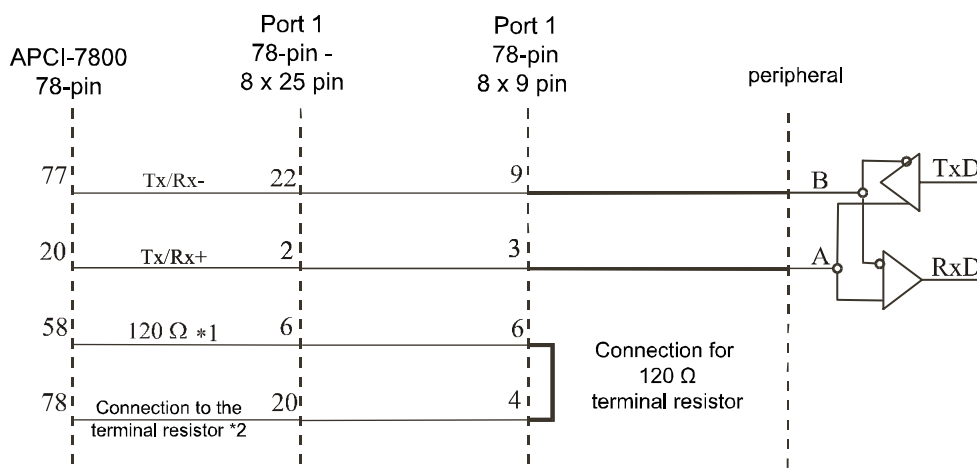 APCI-7800
78-pin
Port 1
78-pin -
8 x 25 pin
Port 1
78-pin
8 x 9 pin
peripheral
77 Tx/Rx- 22 9 B TxD
20 Tx/Rx+ 2 3 A RxD
58 120 Ω *1 6 6
Connection for
120 Ω
terminal resistor
78 Connection to the
terminal resistor *2 20 4